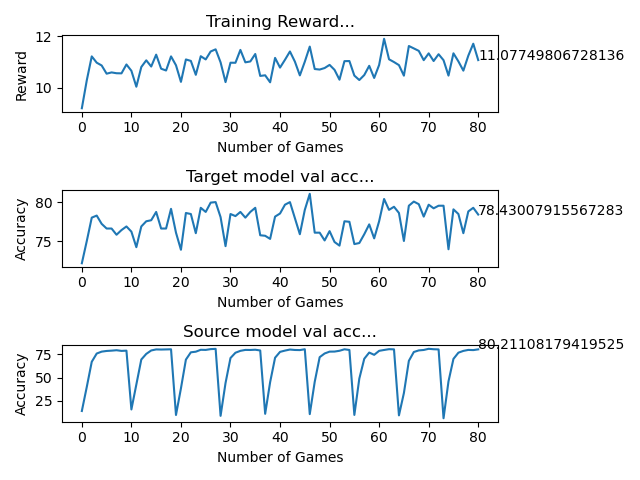 Training Reward...
12
10
Reward
11.07749806728136
0 10 20 30 40 50 60 70 80
Number of Games
Target model val acc...
80
75
Accuracy
78.43007915567283
0 10 20 30 40 50 60 70 80
Number of Games
Source model val acc...
75
50
25
Accuracy
80.21108179419525
0 10 20 30 40 50 60 70 80
Number of Games